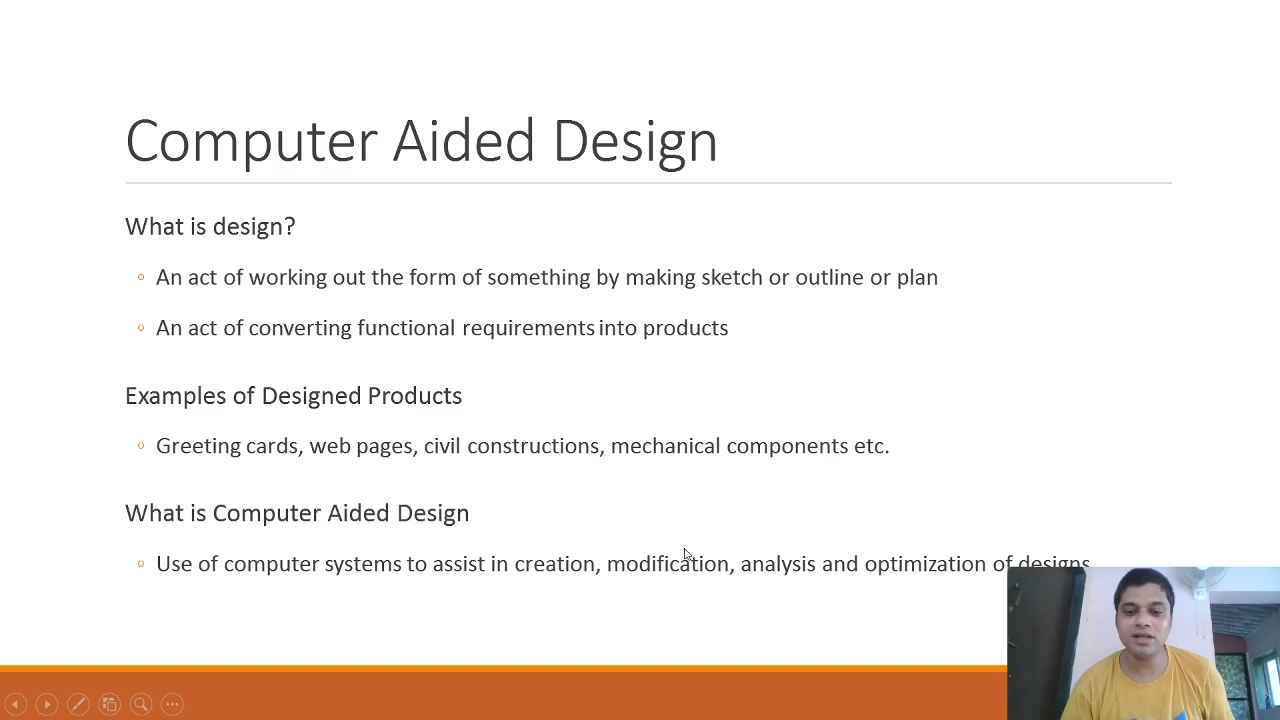 Computer Aided Design
What is design?
An act of working out the form of something by making sketch or outline or plan
An act of converting functional requirements into products
Examples of Designed Products
Greeting cards, web pages, civil constructions, mechanical components etc.
What is Computer Aided Design
Use of computer systems to assist in creation, modification, analysis and optimization of designs